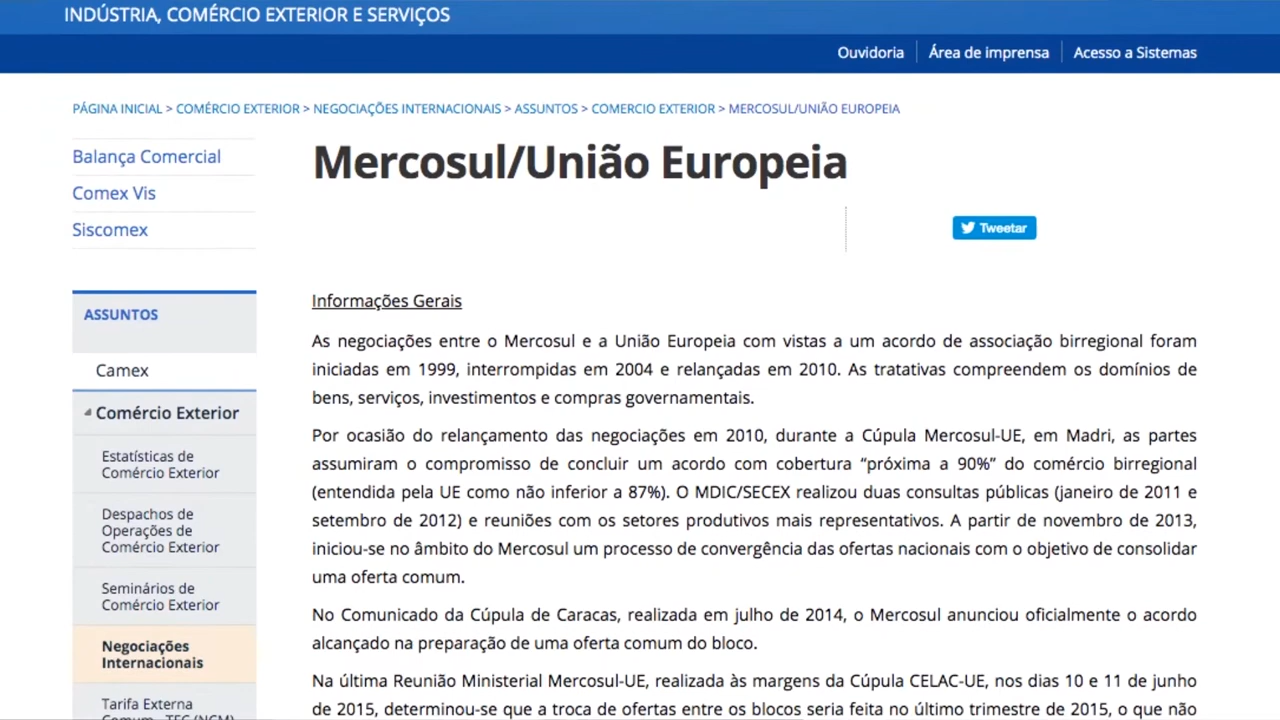 INDÚSTRIA, COMÉRCIO EXTERIOR E SERVIÇOS
Ouvidoria
Área de imprensa
Acesso a Sistemas
PÁGINA INICIAL > COMÉRCIO EXTERIOR > NEGOCIAÇÕES INTERNACIONAIS > ASSUNTOS > COMERCIO EXTERIOR > MERCOSUL/UNIÃO EUROPEIA
Balança Comercial
Comex Vis
Siscomex
ASSUNTOS
Camex
Comércio Exterior
Estatísticas de
Comércio Exterior
Despachos de
Operações de
Comércio Exterior
Seminários de
Comércio Exterior
Negociações
Internacionais
Tarifa Externa
Comum - TEC (NCM)
Mercosul/União Europeia
Tweetar
Informações Gerais
As negociações entre o Mercosul e a União Europeia com vistas a um acordo de associação birregional foram
iniciadas em 1999, interrompidas em 2004 e relançadas em 2010. As tratativas compreendem os domínios de
bens, serviços, investimentos e compras governamentais.
Por ocasião do relançamento das negociações em 2010, durante a Cúpula Mercosul-UE, em Madri, as partes
assumiram o compromisso de concluir um acordo com cobertura “próxima a 90%” do comércio birregional
(entendida pela UE como não inferior a 87%). O MDIC/SECEX realizou duas consultas públicas (janeiro de 2011 e
setembro de 2012) e reuniões com os setores produtivos mais representativos. A partir de novembro de 2013,
iniciou-se no âmbito do Mercosul um processo de convergência das ofertas nacionais com o objetivo de consolidar
uma oferta comum.
No Comunicado da Cúpula de Caracas, realizada em julho de 2014, o Mercosul anunciou oficialmente o acordo
alcançado na preparação de uma oferta comum do bloco.
Na última Reunião Ministerial Mercosul-UE, realizada às margens da Cúpula CELAC-UE, nos dias 10 e 11 de junho
de 2015, determinou-se que a troca de ofertas entre os blocos seria feita no último trimestre de 2015, o que não